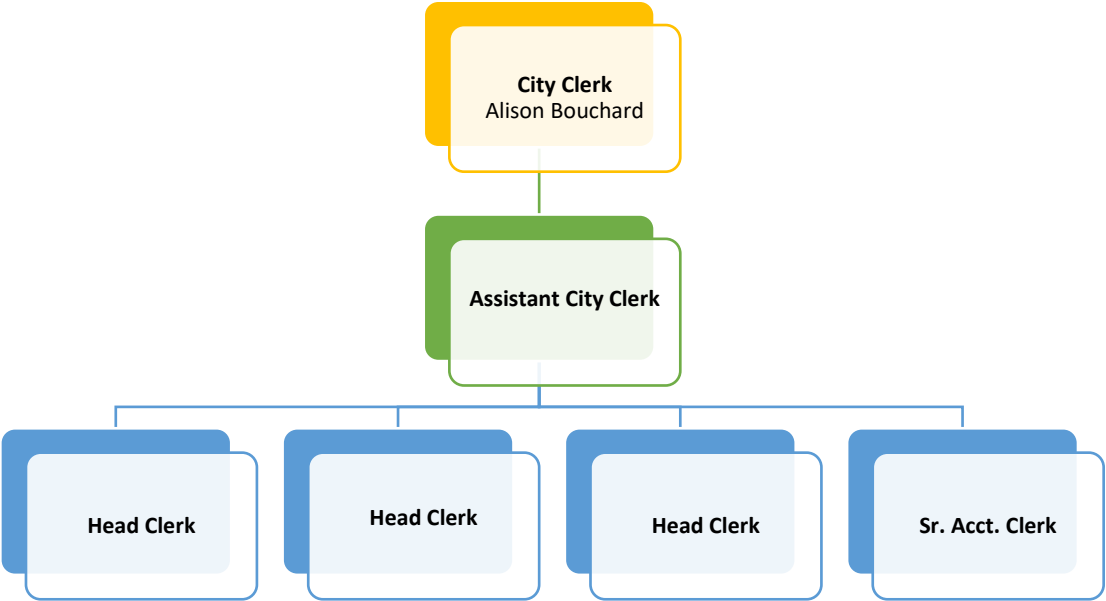 City Clerk
Alison Bouchard
Assistant City Clerk
Head Clerk
Head Clerk
Head Clerk
Sr. Acct. Clerk